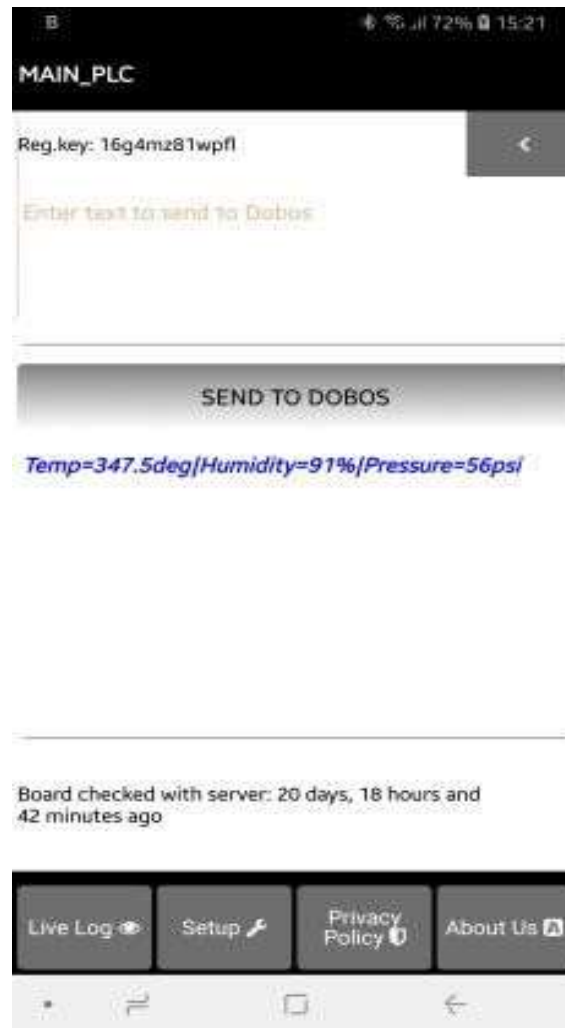 B 72% 15:21
MAIN_PLC
Reg.key: 16g4mz81wpfl
Enter text to send to Dobos
SEND TO DOBOS
Temp=347.5deg|Humidity=91%|Pressure=56psi
Board checked with server: 20 days, 18 hours and
42 minutes ago
Live Log Setup Privacy Policy About Us